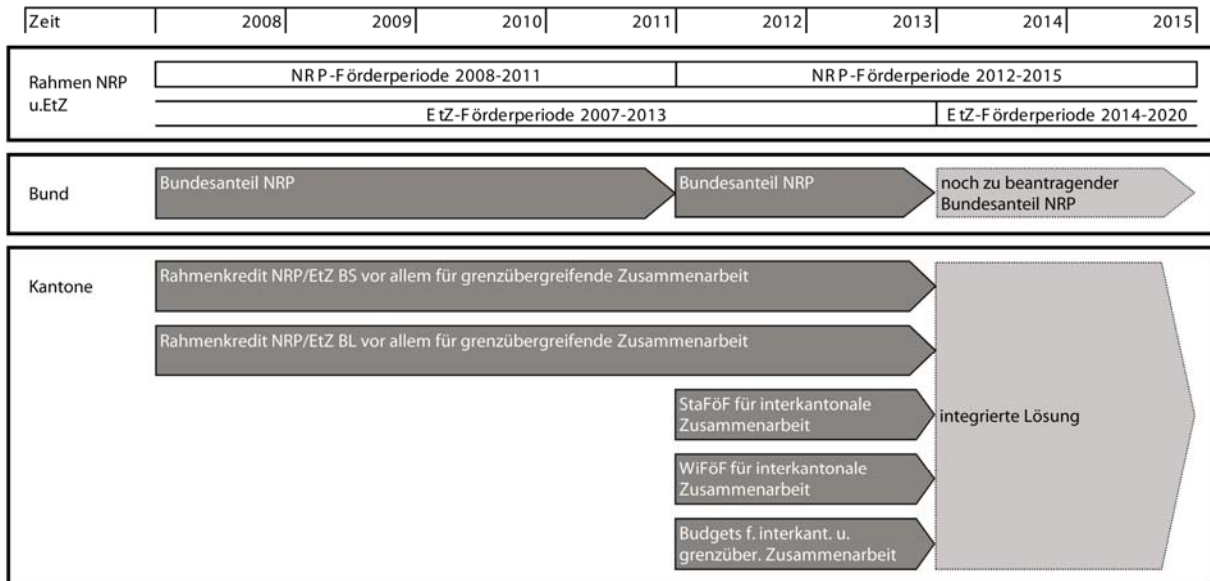 Zeit 2008 2009 2010 2011 2012 2013 2014 2015
Rahmen NRP
u.EtZ
NRP-Förderperiode 2008-2011 NRP-Förderperiode 2012-2015
EtZ-Förderperiode 2007-2013 EtZ-Förderperiode 2014-2020
Bund
Bundesanteil NRP
Bundesanteil NRP
noch zu beantragender
Bundesanteil NRP
Kantone
Rahmenkredit NRP/EtZ BS vor allem für grenzübergreifende Zusammenarbeit
Rahmenkredit NRP/EtZ BL vor allem für grenzübergreifende Zusammenarbeit
StaFöF für interkantonale
Zusammenarbeit
WiFöF für interkantonale
Zusammenarbeit
Budgets f. interkant. u.
grenzüber. Zusammenarbeit
integrierte Lösung